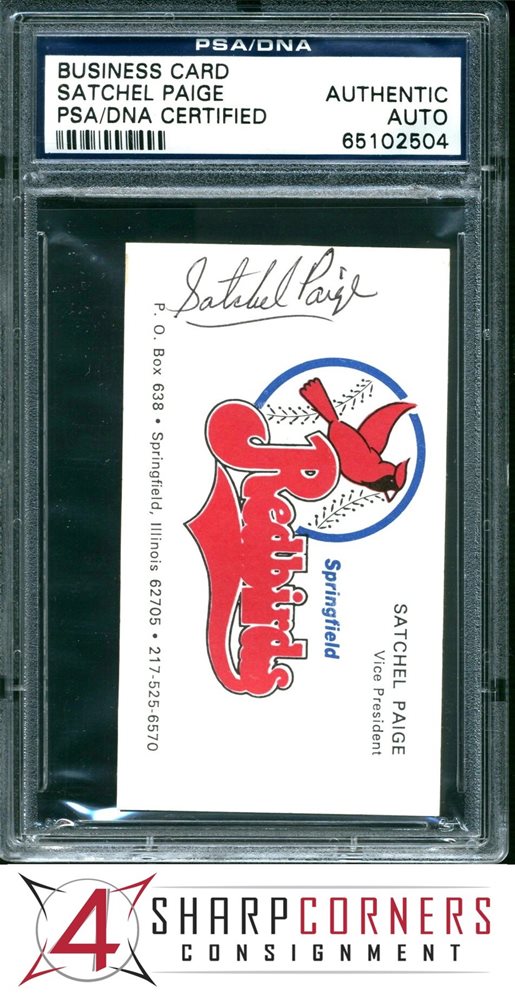 PSA/DNA
BUSINESS CARD
SATCHEL PAIGE
PSA/DNA CERTIFIED
AUTHENTIC
AUTO
65102504
Satchel Paige
SATCHEL PAIGE
Vice President
Springfield
Redbirds
P. O. Box 638 • Springfield, Illinois 62705 • 217-525-6570
4 SHARPCORNERS
CONSIGNMENT